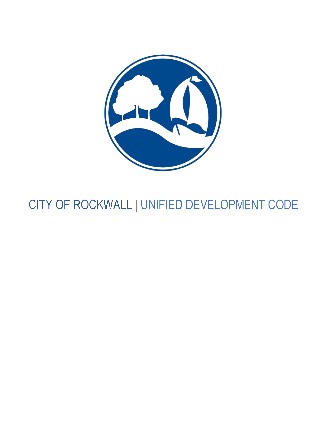 CITY OF ROCKWALL | UNIFIED DEVELOPMENT CODE